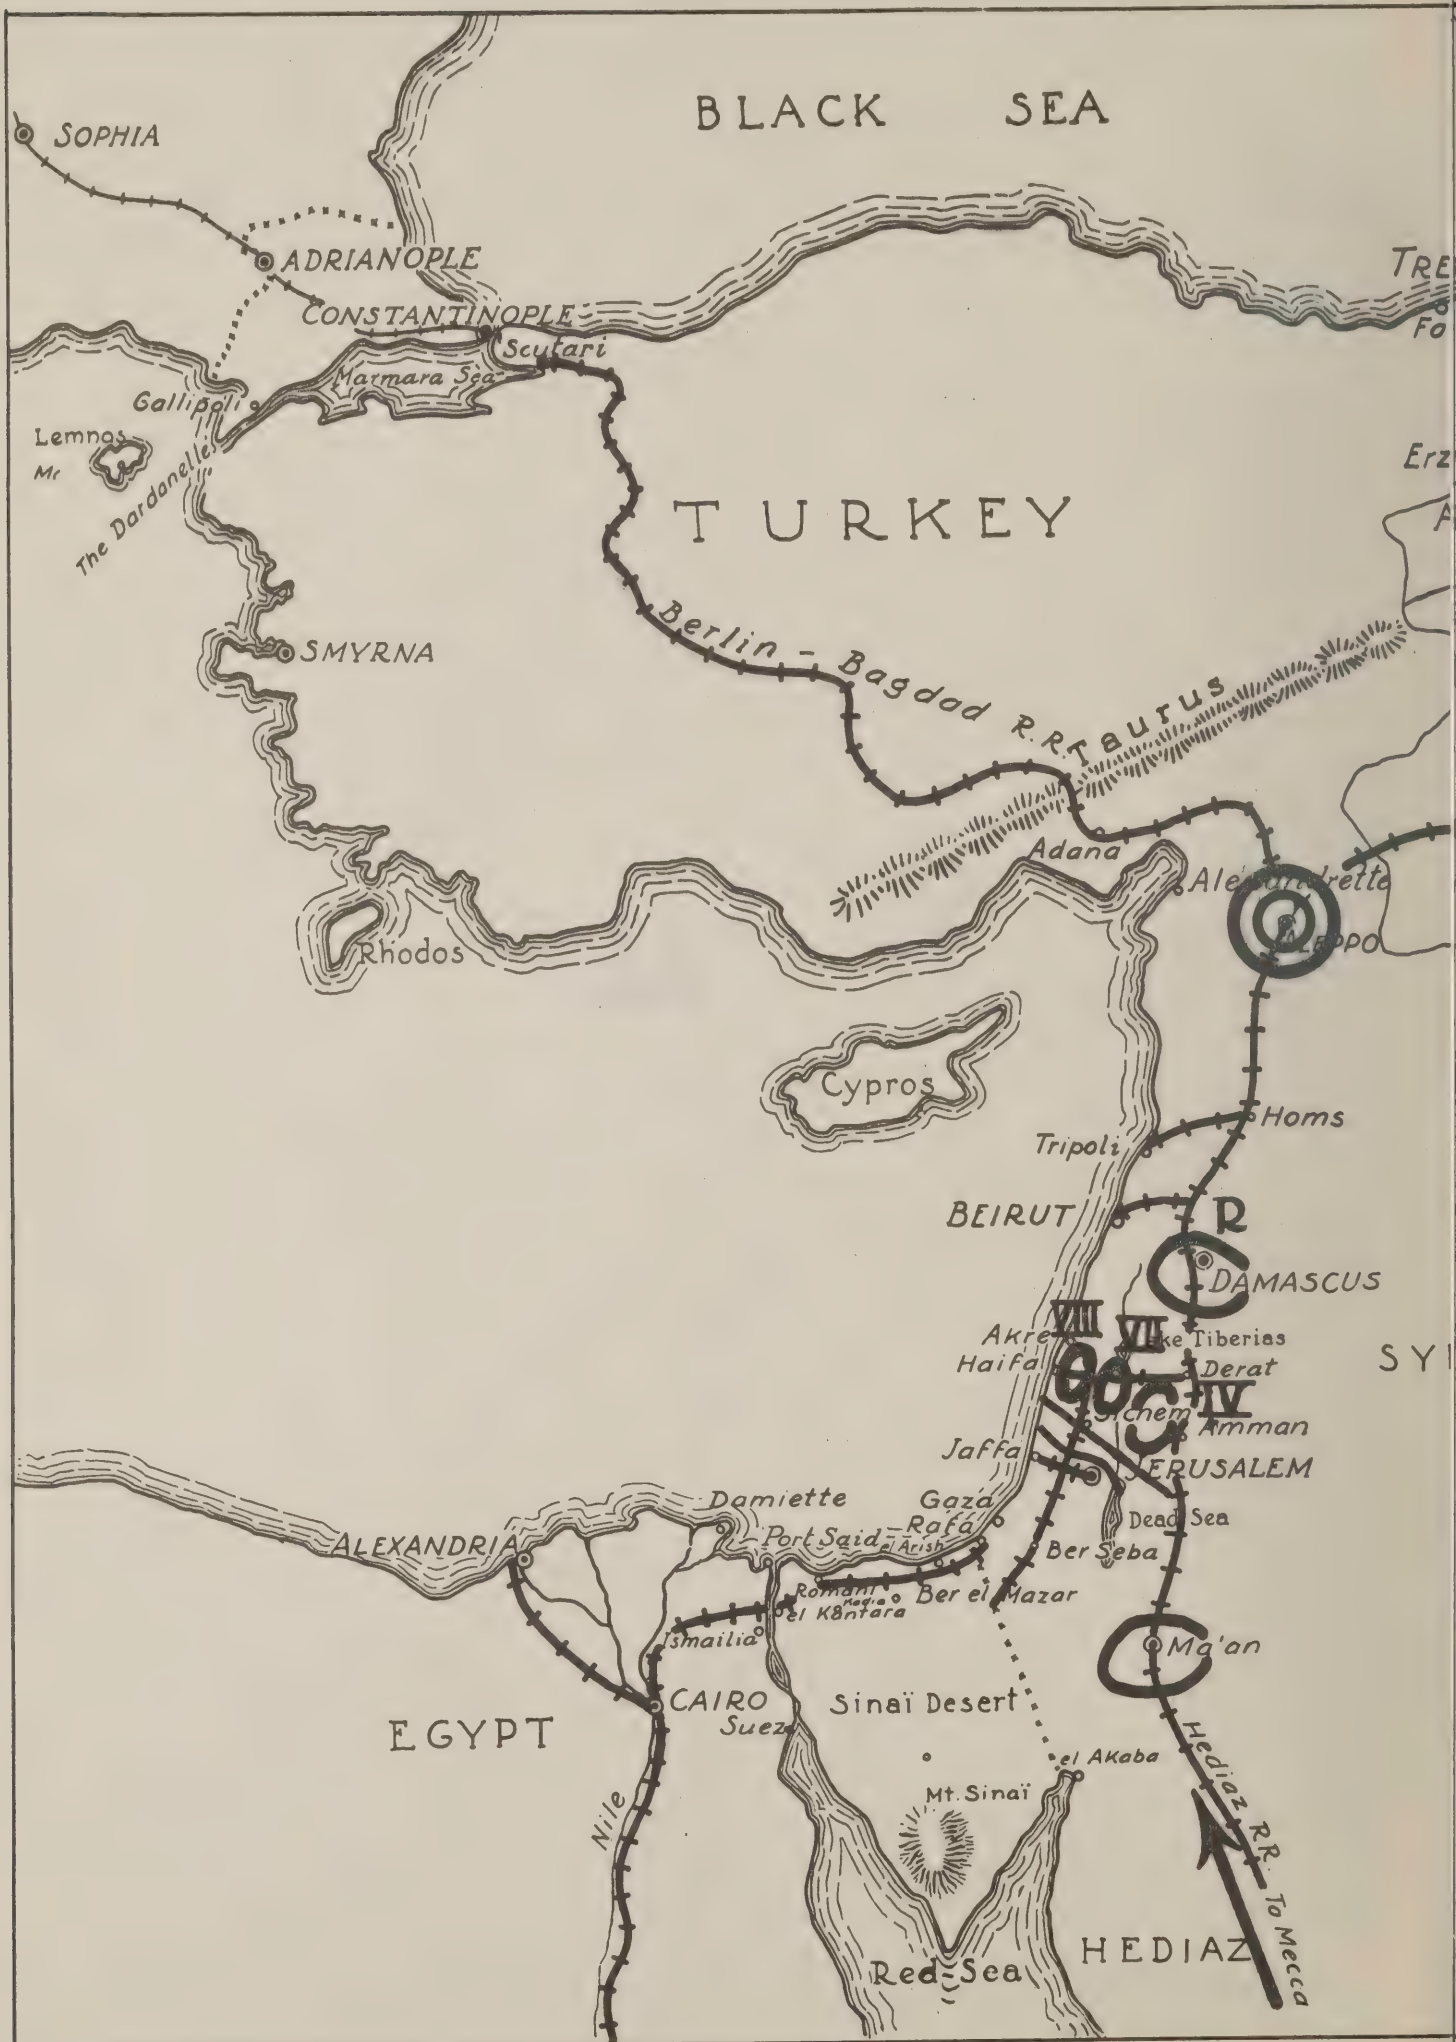 BLACK SEA
SOPHIA
ADRIANOPLE
CONSTANTINOPLE
TRE
Fo
Scutari
Marmara Sea
Gallipoli
Lemnos
The Dardanelles
Erz
A
TURKEY
SMYRNA
Berlin - Bagdad R.R.
Taurus
Adana
Alexandrette
ALEPPO
Rhodos
Cypros
Homs
Tripoli
BEIRUT
R
DAMASCUS
VIII
VII
Akre
ke Tiberias
Haifa
Derat
SY
IV
Sichem
Amman
Jaffa
JERUSALEM
Damiette
Gaza
Dead Sea
Port Said
Rafa
el Arish
ALEXANDRIA
Ber Seba
Romani
Ber el Mazar
el Kantara
Ismailia
Ma'an
CAIRO
Sinaï Desert
Suez
EGYPT
Hediaz RR. To Mecca
el Akaba
Mt. Sinaï
Nile
HEDIAZ
Red Sea